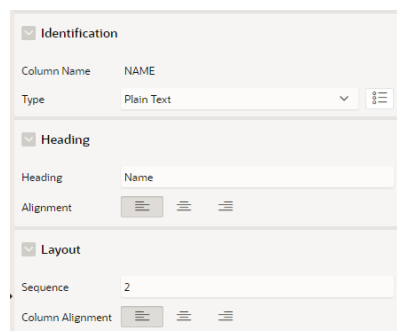 Identification
Column Name NAME
Type Plain Text
Heading
Heading Name
Alignment
Layout
Sequence 2
Column Alignment